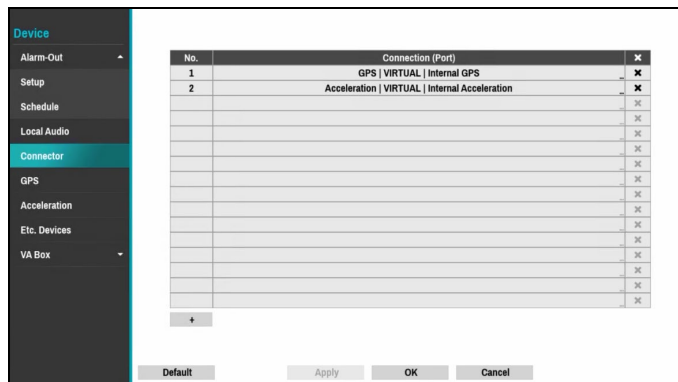 Device
Alarm-Out
Setup
Schedule
Local Audio
Connector
GPS
Acceleration
Etc. Devices
VA Box
No. Connection (Port)
1 GPS | VIRTUAL | Internal GPS
2 Acceleration | VIRTUAL | Internal Acceleration
+
Default Apply OK Cancel